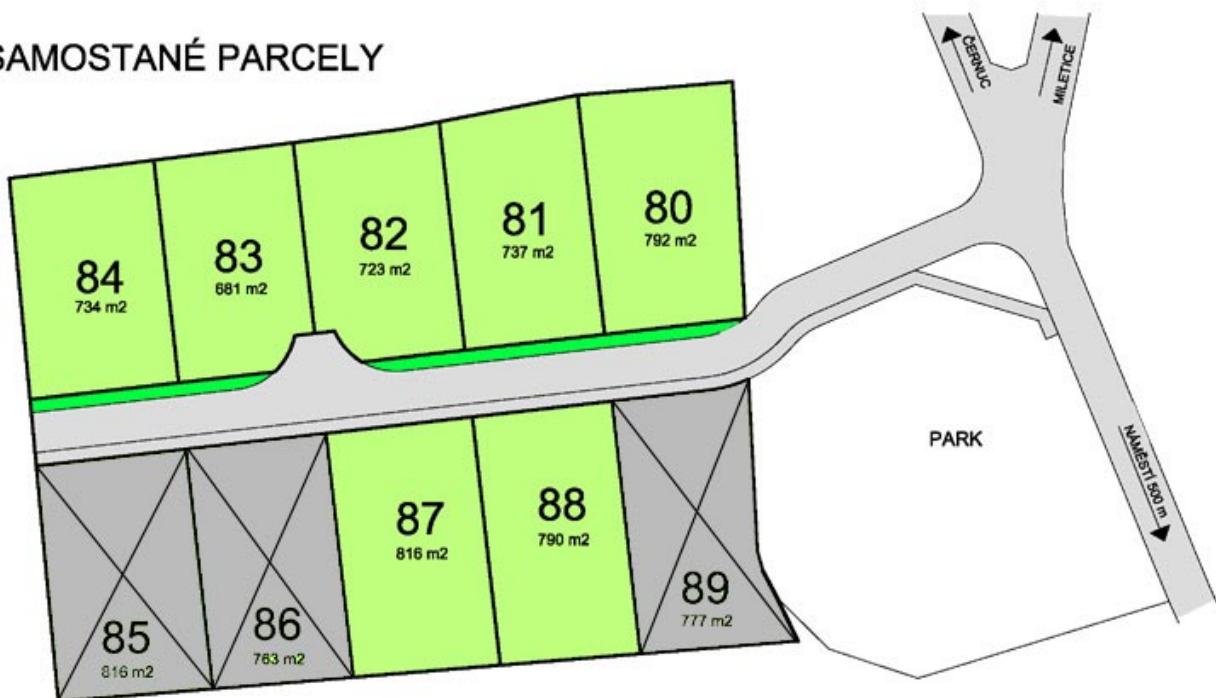 SAMOSTANÉ PARCELY
ČERNUC
MILETICE
84
734 m2
83
681 m2
82
723 m2
81
737 m2
80
792 m2
85
816 m2
86
763 m2
87
816 m2
88
790 m2
89
777 m2
PARK
NÁMĚSTÍ 500 m